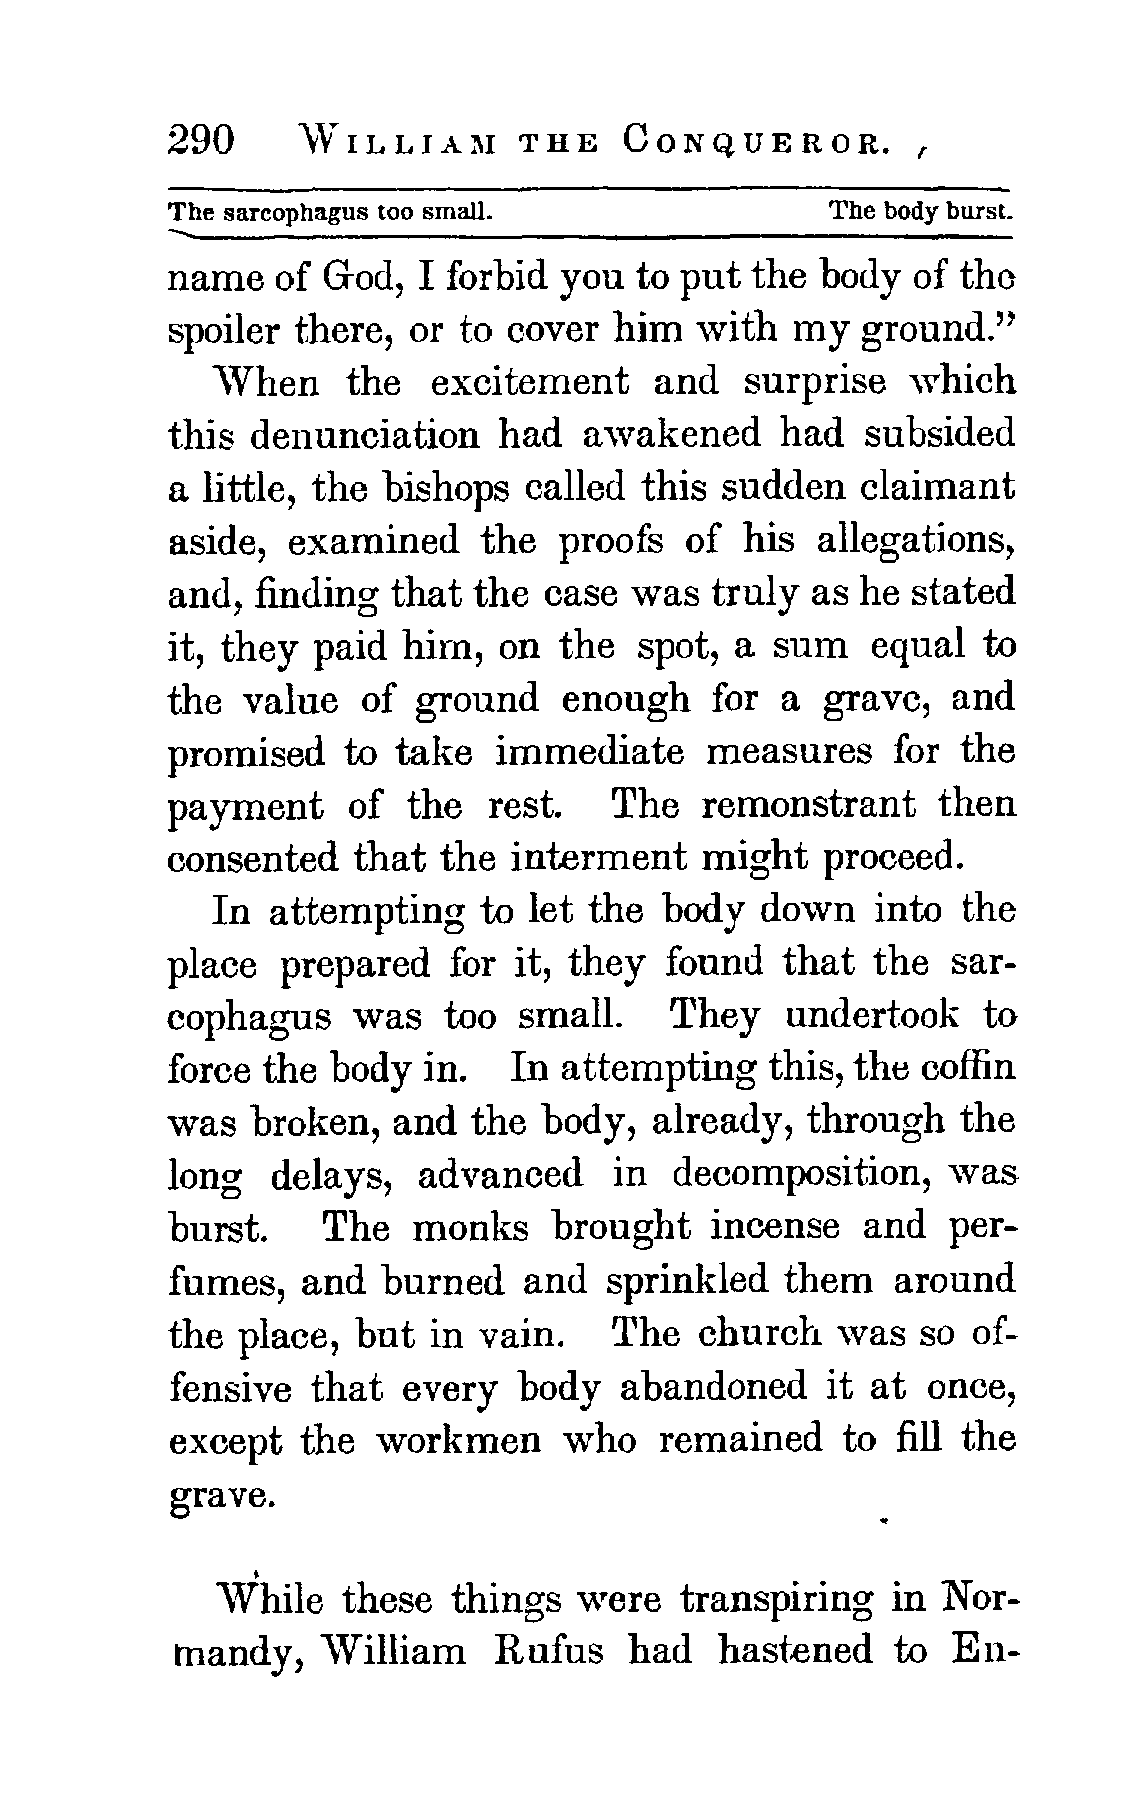 290 WILLIAM THE CONQUEROR.
The sarcophagus too small. The body burst.
name of God, I forbid you to put the body of the
spoiler there, or to cover him with my ground.”
When the excitement and surprise which
this denunciation had awakened had subsided
a little, the bishops called this sudden claimant
aside, examined the proofs of his allegations,
and, finding that the case was truly as he stated
it, they paid him, on the spot, a sum equal to
the value of ground enough for a grave, and
promised to take immediate measures for the
payment of the rest. The remonstrant then
consented that the interment might proceed.
In attempting to let the body down into the
place prepared for it, they found that the sar-
cophagus was too small. They undertook to
force the body in. In attempting this, the coffin
was broken, and the body, already, through the
long delays, advanced in decomposition, was
burst. The monks brought incense and per-
fumes, and burned and sprinkled them around
the place, but in vain. The church was so of-
fensive that every body abandoned it at once,
except the workmen who remained to fill the
grave.
While these things were transpiring in Nor-
mandy, William Rufus had hastened to En-